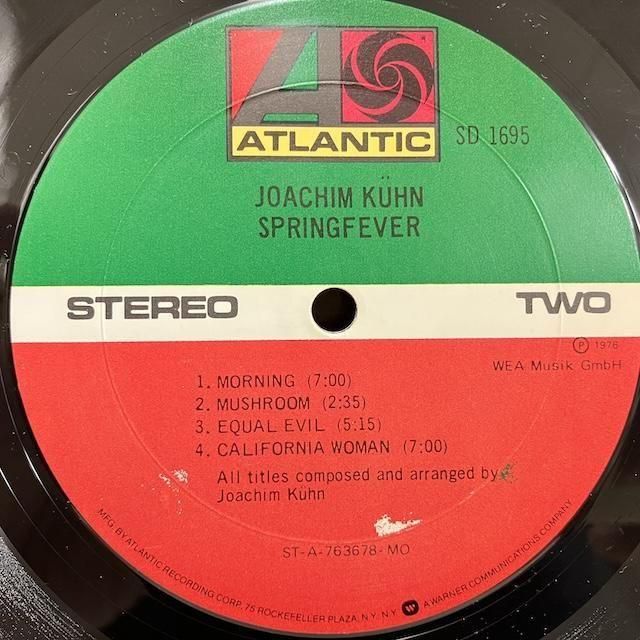 ATLANTIC
SD 1695
JOACHIM KÜHN
SPRINGFEVER
STEREO
TWO
Ⓟ 1976
WEA Musik GmbH
1. MORNING (7:00)
2. MUSHROOM (2:35)
3. EQUAL EVIL (5:15)
4. CALIFORNIA WOMAN (7:00)
All titles composed and arranged by
Joachim Kühn
ST-A-763678-MO
MFG. BY ATLANTIC RECORDING CORP. 75 ROCKEFELLER PLAZA, N.Y. N.Y. A WARNER COMMUNICATIONS COMPANY